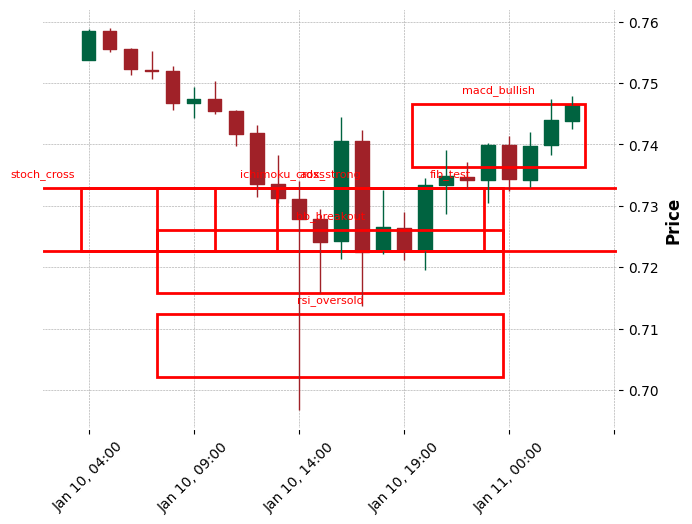 0.76
macd_bullish
0.75
0.74
stoch_cross
fib_test
0.73
Price
0.72
rsi_oversold
0.71
0.70
Jan 10, 04:00
Jan 10, 09:00
Jan 10, 14:00
Jan 10, 19:00
Jan 11, 00:00